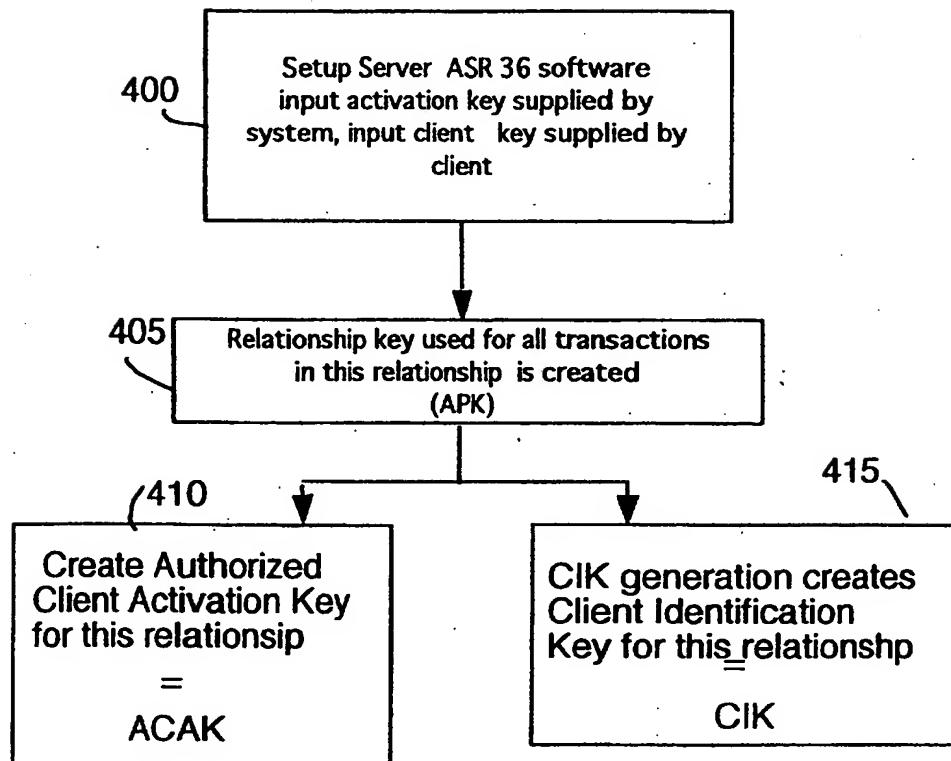 400
Setup Server ASR 36 software
input activation key supplied by
system, input client key supplied by
client
405
Relationship key used for all transactions
in this relationship is created
(APK)
410
Create Authorized
Client Activation Key
for this relationsip
=
ACAK
415
CIK generation creates
Client Identification
Key for this relationshp
=
CIK